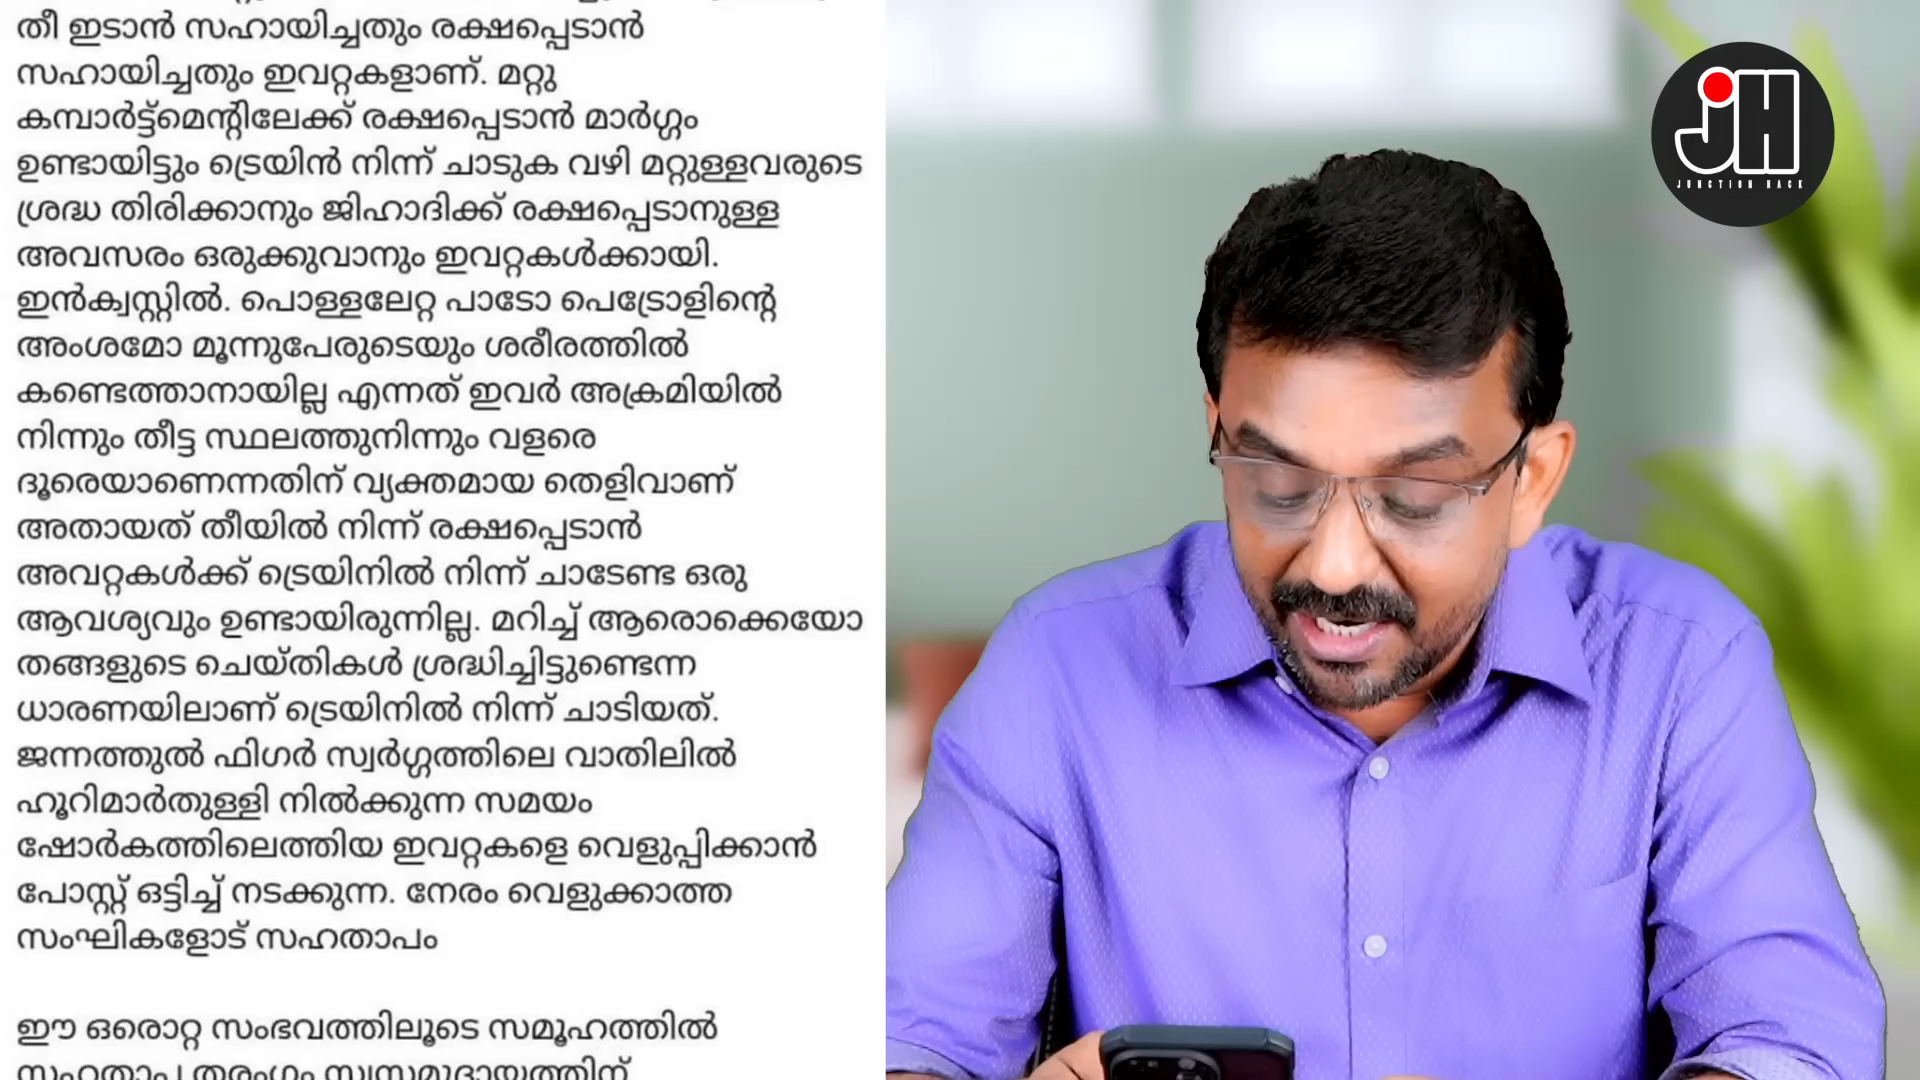 തീ ഇടാൻ സഹായിച്ചതും രക്ഷപ്പെടാൻ
സഹായിച്ചതും ഇവറ്റകളാണ്. മറ്റു
കമ്പാർട്ട്മെന്റിലേക്ക് രക്ഷപ്പെടാൻ മാർഗ്ഗം
ഉണ്ടായിട്ടും ട്രെയിൻ നിന്ന് ചാടുക വഴി മറ്റുള്ളവരുടെ
ശ്രദ്ധ തിരിക്കാനും ജിഹാദിക്ക് രക്ഷപ്പെടാനുള്ള
അവസരം ഒരുക്കുവാനും ഇവറ്റകൾക്കായി.
ഇൻക്വസ്റ്റിൽ. പൊള്ളലേറ്റ പാടോ പെട്രോളിന്റെ
അംശമോ മൂന്നുപേരുടെയും ശരീരത്തിൽ
കണ്ടെത്താനായില്ല എന്നത് ഇവർ അക്രമിയിൽ
നിന്നും തീട്ട സ്ഥലത്തുനിന്നും വളരെ
ദൂരെയാണെന്നതിന് വ്യക്തമായ തെളിവാണ്
അതായത് തീയിൽ നിന്ന് രക്ഷപ്പെടാൻ
അവറ്റകൾക്ക് ട്രെയിനിൽ നിന്ന് ചാടേണ്ട ഒരു
ആവശ്യവും ഉണ്ടായിരുന്നില്ല. മറിച്ച് ആരൊക്കെയോ
തങ്ങളുടെ ചെയ്തികൾ ശ്രദ്ധിച്ചിട്ടുണ്ടെന്ന
ധാരണയിലാണ് ട്രെയിനിൽ നിന്ന് ചാടിയത്.
ജന്നത്തുൽ ഫിഗർ സ്വർഗ്ഗത്തിലെ വാതിലിൽ
ഹൂറിമാർതുള്ളി നിൽക്കുന്ന സമയം
ഷോർകത്തിലെത്തിയ ഇവറ്റകളെ വെളുപ്പിക്കാൻ
പോസ്റ്റ് ഒട്ടിച്ച് നടക്കുന്ന. നേരം വെളുക്കാത്ത
സംഘികളോട് സഹതാപം
ഈ ഒരൊറ്റ സംഭവത്തിലൂടെ സമൂഹത്തിൽ
JH
JUNCTION HACK